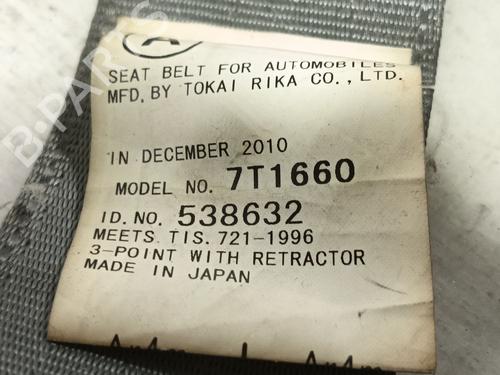 A
SEAT BELT FOR AUTOMOBILES
MFD. BY TOKAI RIKA CO., LTD.
IN DECEMBER 2010
MODEL NO. 7T1660
ID. NO. 538632
MEETS TIS. 721-1996
3-POINT WITH RETRACTOR
MADE IN JAPAN
B-PARTS